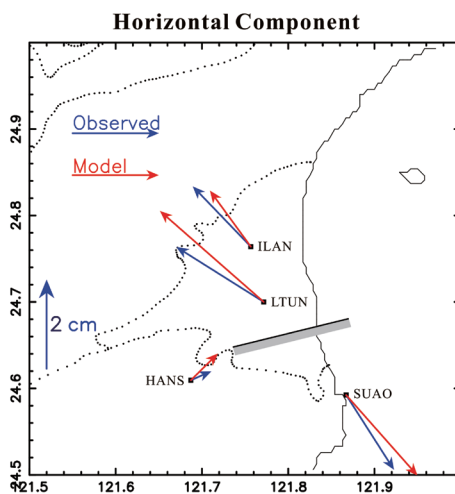 Horizontal Component
24.9
Observed
Model
24.8
ILAN
24.7
LTUN
2 cm
24.6
HANS
SUAO
24.5
121.5 121.6 121.7 121.8 121.9